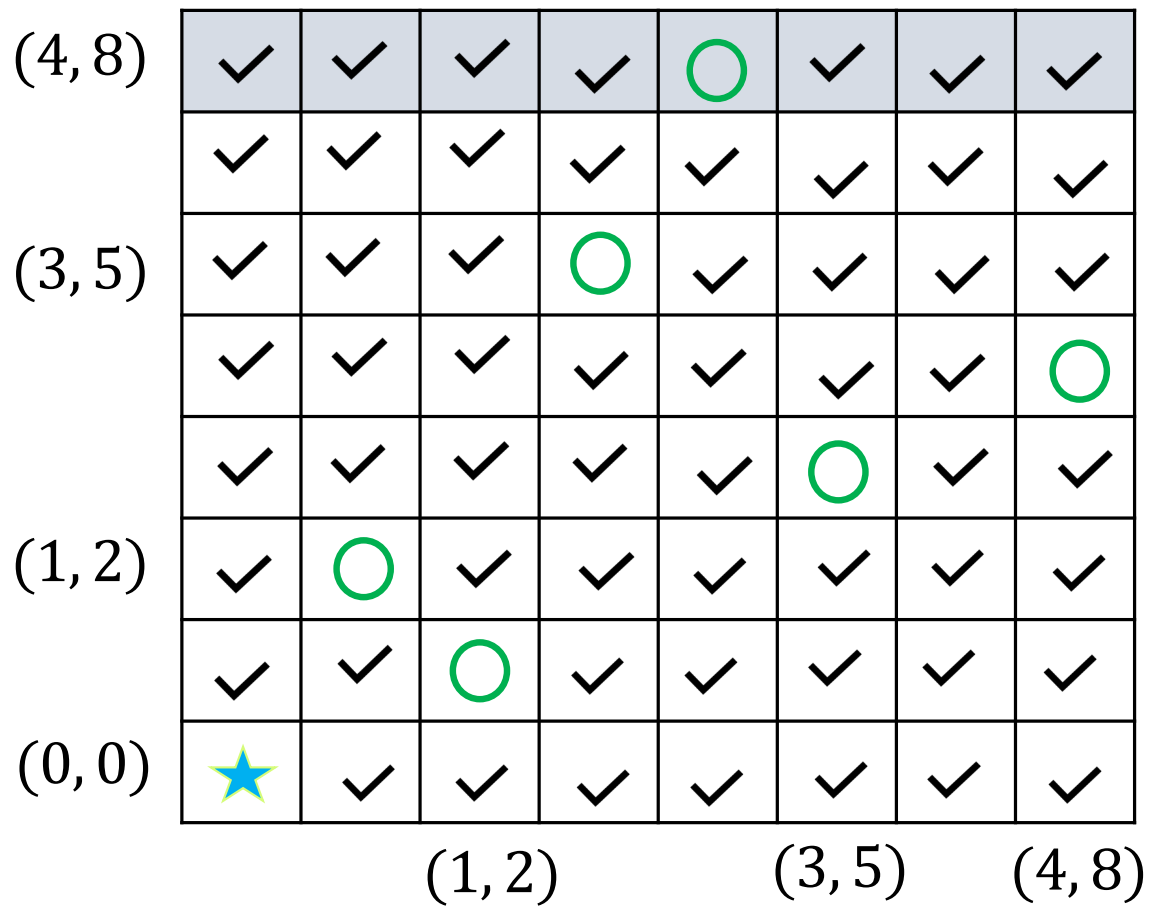 (4, 8)
(3, 5)
(1, 2)
(0, 0)
(1, 2) (3, 5) (4, 8)